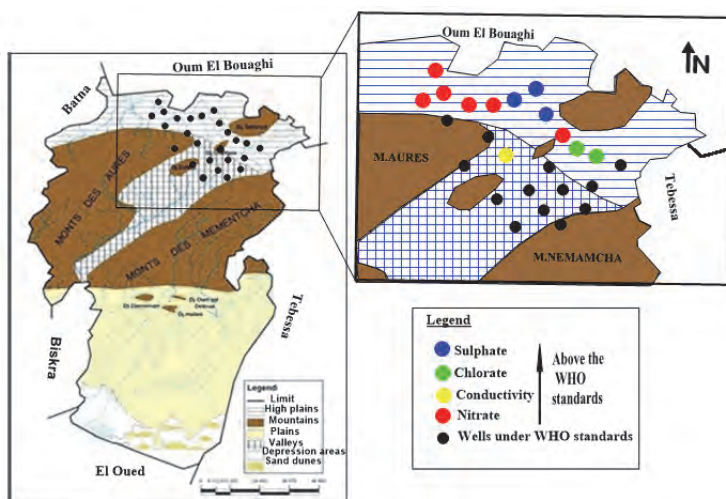 Oum El Bouaghi
Batna
MONTS DES AURES
MONTS DES MEMENTCHA
Biskra
Tebessa
El Oued
Legend:
Limit
High plains
Mountains
Plains
Valleys
Depression areas
Sand dunes
Oum El Bouaghi
N
M.AURES
Tebessa
M.NEMAMCHA
Legend
Sulphate
Chlorate
Conductivity
Nitrate
Wells under WHO standards
Above the
WHO
standards